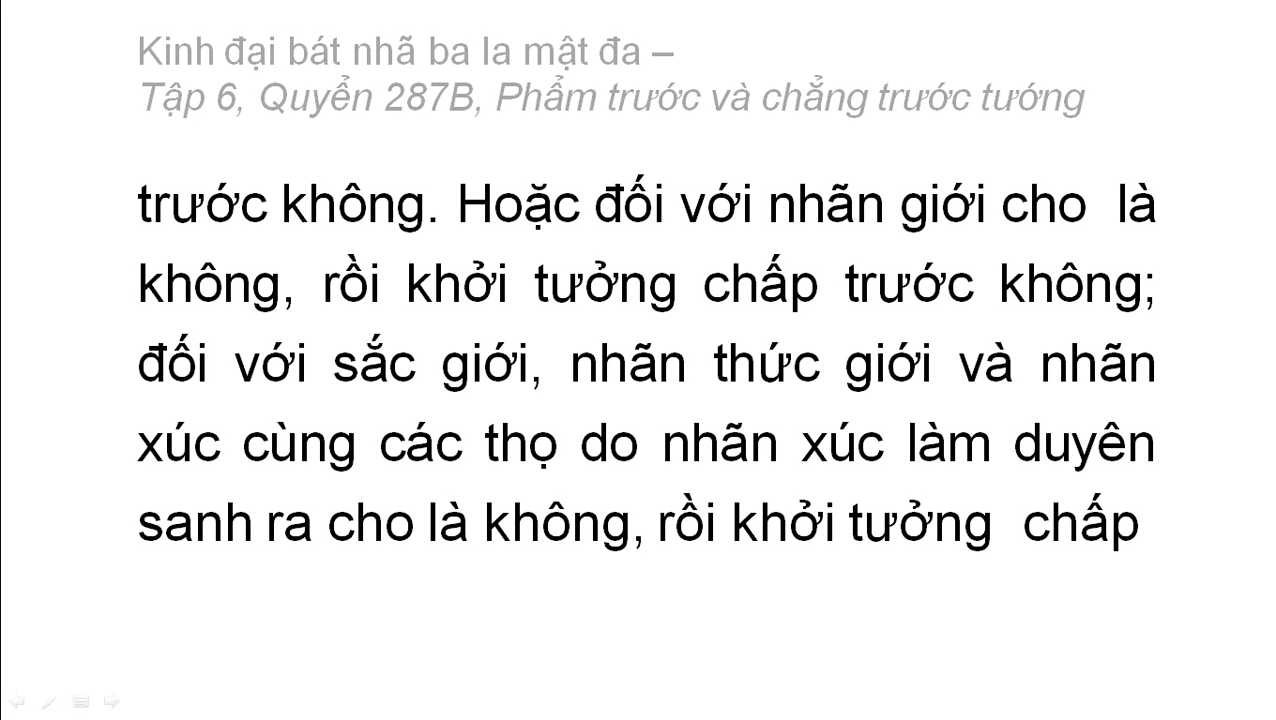 Kinh đại bát nhã ba la mật đa –
Tập 6, Quyển 287B, Phẩm trước và chẳng trước tướng
trước không. Hoặc đối với nhãn giới cho là
không, rồi khởi tưởng chấp trước không;
đối với sắc giới, nhãn thức giới và nhãn
xúc cùng các thọ do nhãn xúc làm duyên
sanh ra cho là không, rồi khởi tưởng chấp